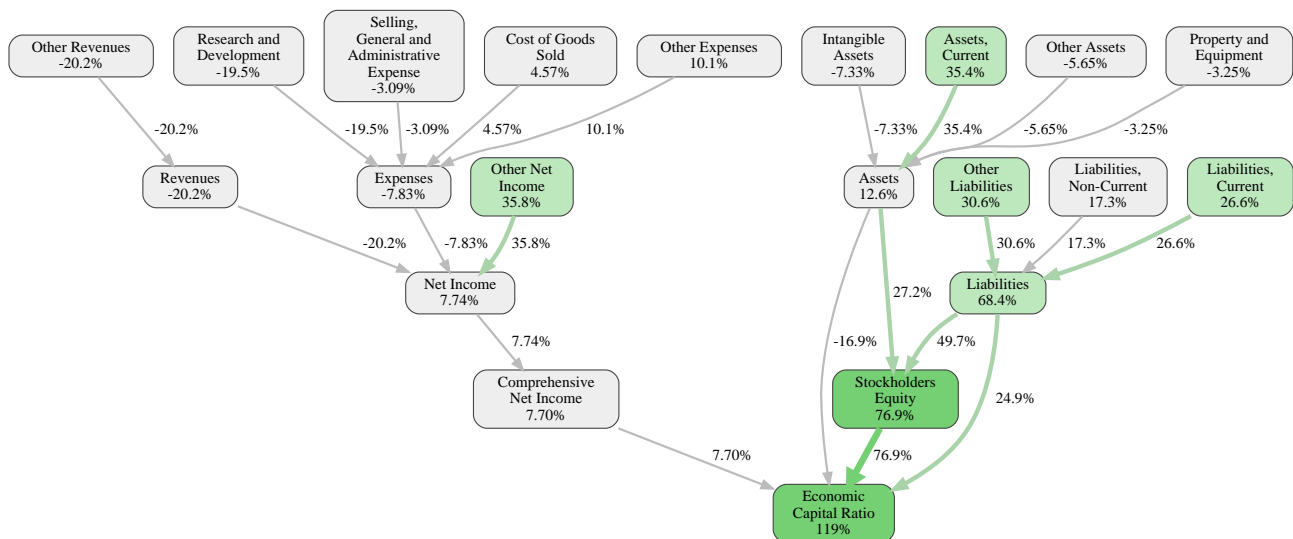 Other Revenues
-20.2%
Research and
Development
-19.5%
Selling,
General and
Administrative
Expense
-3.09%
Cost of Goods
Sold
4.57%
Other Expenses
10.1%
Intangible
Assets
-7.33%
Assets,
Current
35.4%
Other Assets
-5.65%
Property and
Equipment
-3.25%
-20.2%
-19.5%
-3.09%
4.57%
10.1%
-7.33%
35.4%
-5.65%
-3.25%
Revenues
-20.2%
Expenses
-7.83%
Other Net
Income
35.8%
Assets
12.6%
Other
Liabilities
30.6%
Liabilities,
Non-Current
17.3%
Liabilities,
Current
26.6%
-20.2%
-7.83%
35.8%
30.6%
17.3%
26.6%
Net Income
7.74%
27.2%
Liabilities
68.4%
7.74%
-16.9%
49.7%
Comprehensive
Net Income
7.70%
Stockholders
Equity
76.9%
24.9%
7.70%
76.9%
Economic
Capital Ratio
119%